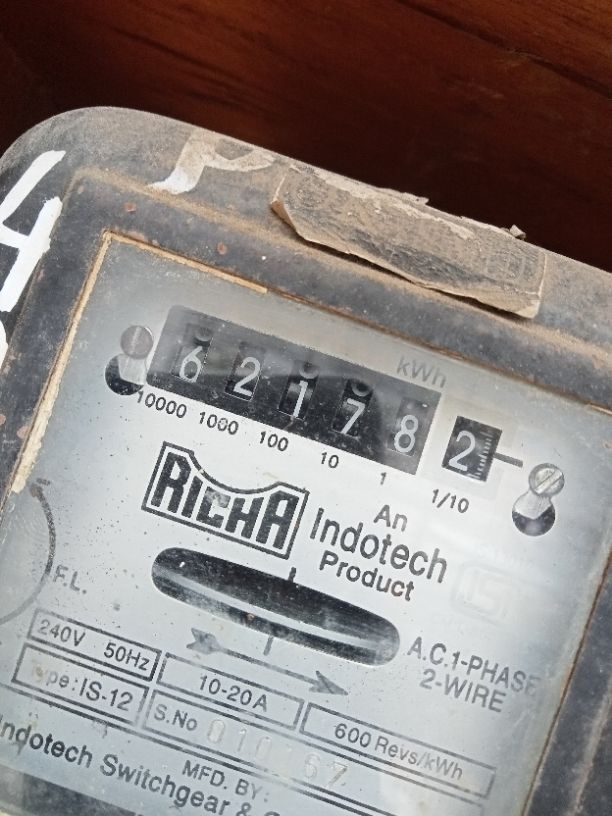 4
kWh
6 2 1 7 8 2
10000 1000 100 10 1 1/10
RICHA
An
Indotech
Product
F.L.
A.C.1-PHASE
2-WIRE
240V 50Hz
10-20A
600 Revs/kWh
Type: IS-12
S.No
MFD. BY:
Indotech Switchgear &